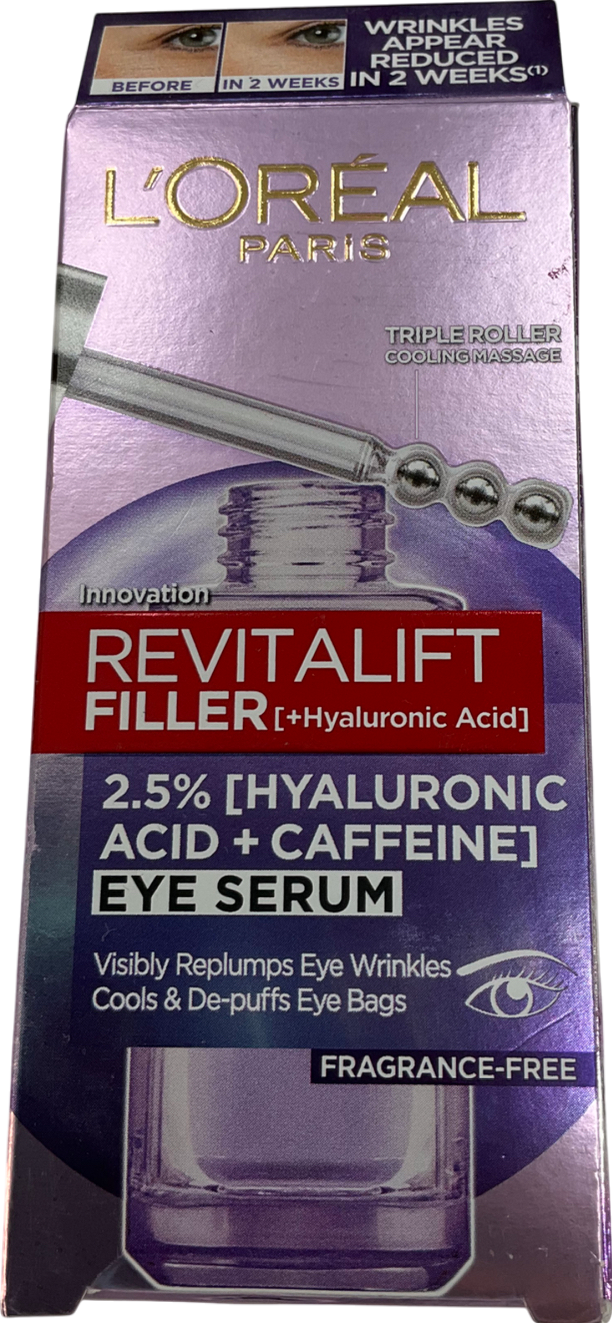 BEFORE
IN 2 WEEKS
WRINKLES
APPEAR
REDUCED
IN 2 WEEKS(1)
L'ORÉAL
PARIS
TRIPLE ROLLER
COOLING MASSAGE
Innovation
REVITALIFT
FILLER [+Hyaluronic Acid]
2.5% [HYALURONIC
ACID + CAFFEINE]
EYE SERUM
Visibly Replumps Eye Wrinkles
Cools & De-puffs Eye Bags
FRAGRANCE-FREE